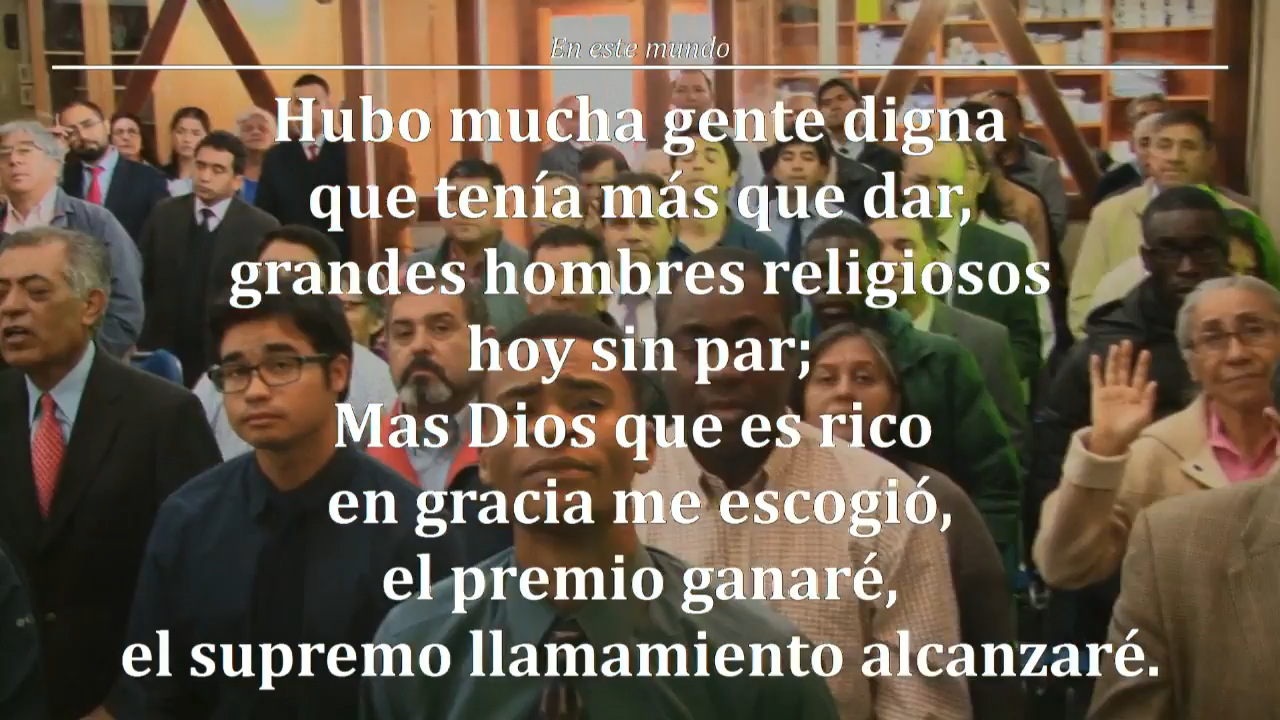 En este mundo
Hubo mucha gente digna
que tenía más que dar,
grandes hombres religiosos
hoy sin par;
Mas Dios que es rico
en gracia me escogió,
el premio ganaré,
el supremo llamamiento alcanzaré.